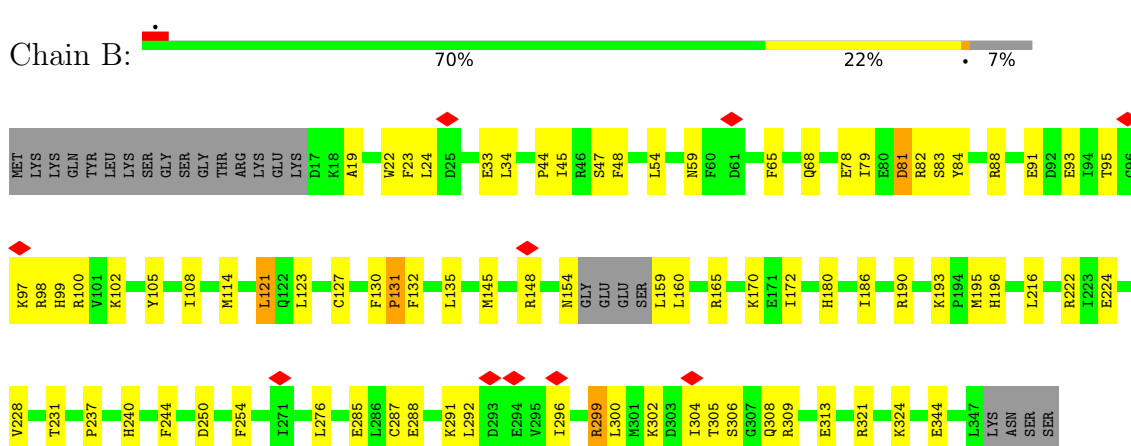 Chain B:
70% 22% • 7%
MET LYS LYS GLN TYR LEU LYS SER GLY SER GLY THR ARG LYS GLU LYS D17 K18 A19 W22 F23 L24 D25 E33 L34 P44 I45 R46 S47 F48 L54 N59 F60 D61 F65 Q68 E78 I79 E80 D81 R82 S83 Y84 R88 E91 D92 E93 I94 T95 G96
K97 R98 H99 R100 V101 K102 Y105 I108 M114 L121 Q122 L123 C127 F130 P131 F132 L135 M145 R148 N154 GLY GLU GLU SER L159 L160 R165 K170 E171 I172 H180 I186 R190 K193 P194 M195 H196 L216 R222 I223 E224
V228 T231 P237 H240 F244 D250 F254 I271 L276 E285 L286 C287 E288 K291 L292 D293 E294 V295 I296 R299 L300 M301 K302 D303 I304 T305 S306 G307 Q308 R309 E313 R321 K324 E344 L347 LYS ASN SER SER